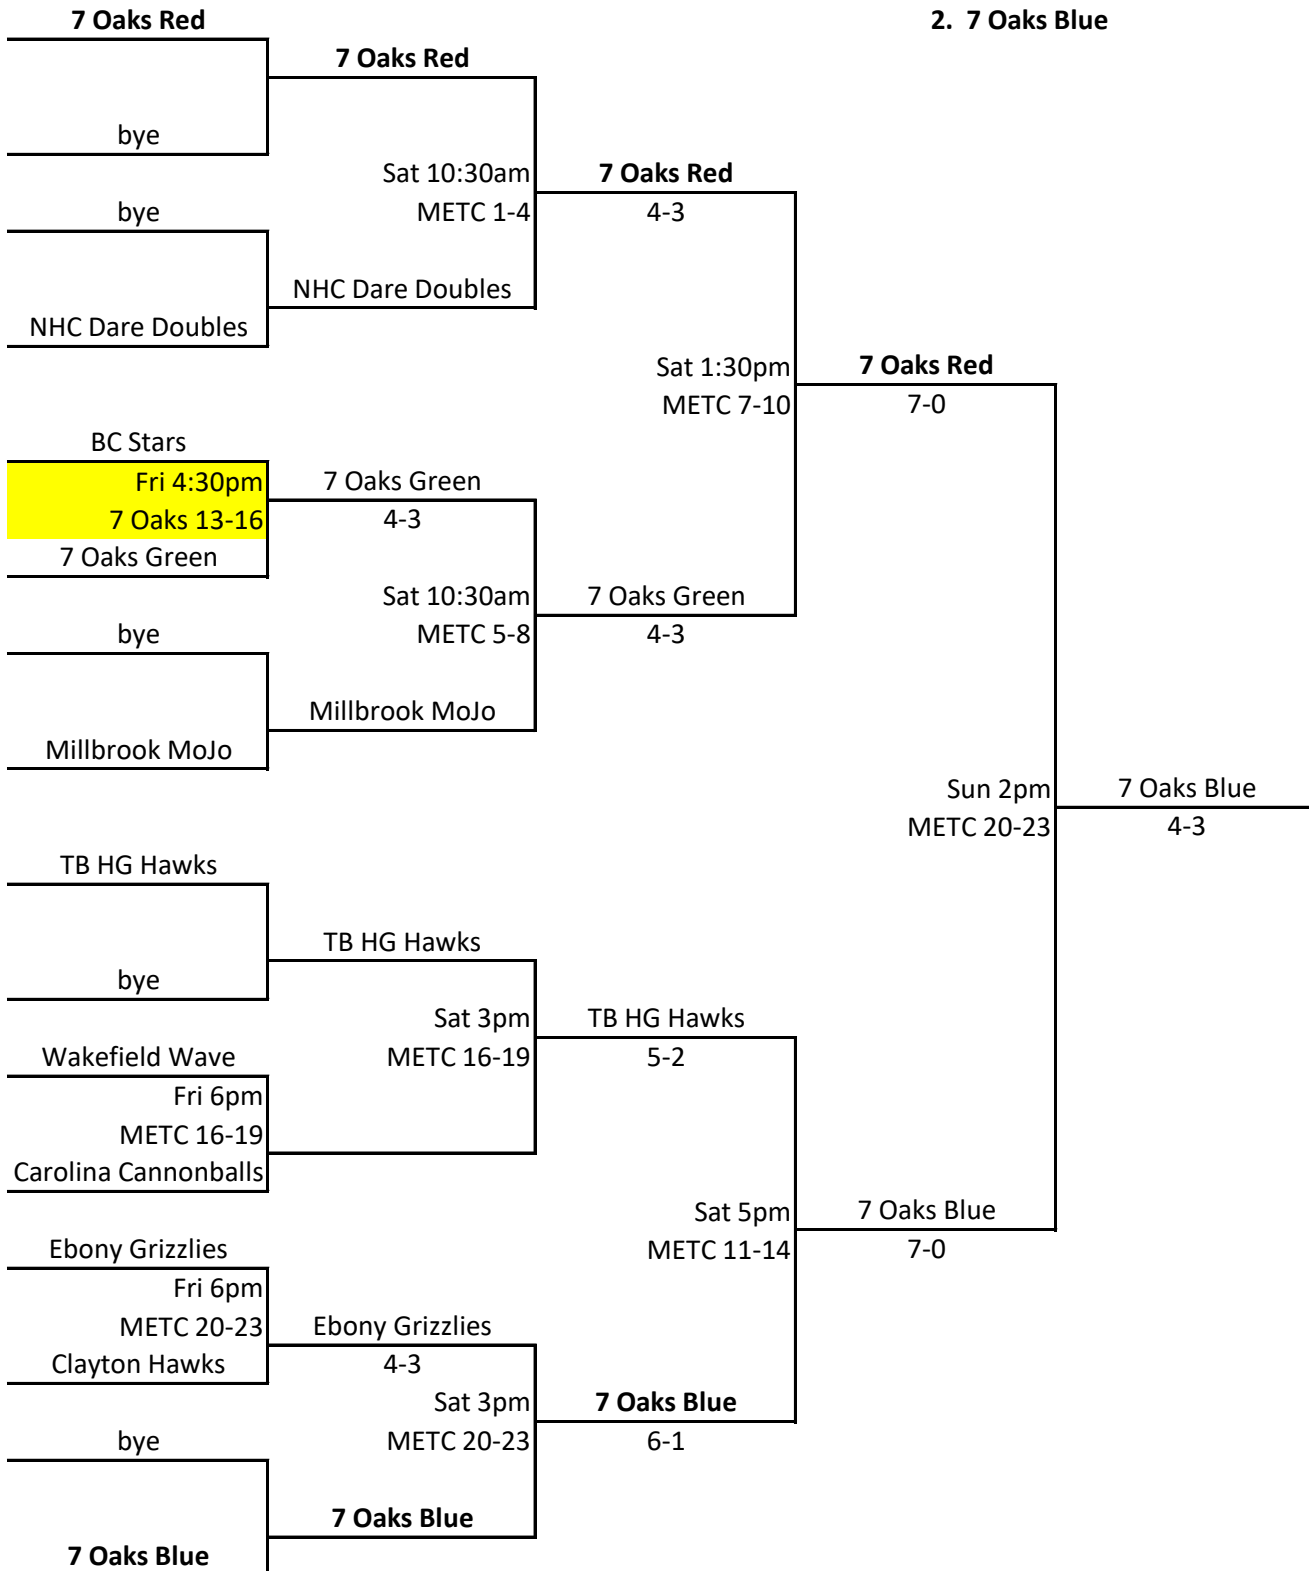 7 Oaks Red
2.  7 Oaks Blue
7 Oaks Red
bye
Sat 10:30am
7 Oaks Red
bye
METC 1-4
4-3
NHC Dare Doubles
NHC Dare Doubles
Sat 1:30pm
7 Oaks Red
METC 7-10
7-0
BC Stars
Fri 4:30pm
7 Oaks Green
7 Oaks 13-16
4-3
7 Oaks Green
Sat 10:30am
7 Oaks Green
bye
METC 5-8
4-3
Millbrook MoJo
Millbrook MoJo
Sun 2pm
7 Oaks Blue
METC 20-23
4-3
TB HG Hawks
TB HG Hawks
bye
Sat 3pm
TB HG Hawks
Wakefield Wave
METC 16-19
5-2
Fri 6pm
METC 16-19
Carolina Cannonballs
Sat 5pm
7 Oaks Blue
Ebony Grizzlies
METC 11-14
7-0
Fri 6pm
METC 20-23
Ebony Grizzlies
Clayton Hawks
4-3
Sat 3pm
7 Oaks Blue
bye
METC 20-23
6-1
7 Oaks Blue
7 Oaks Blue